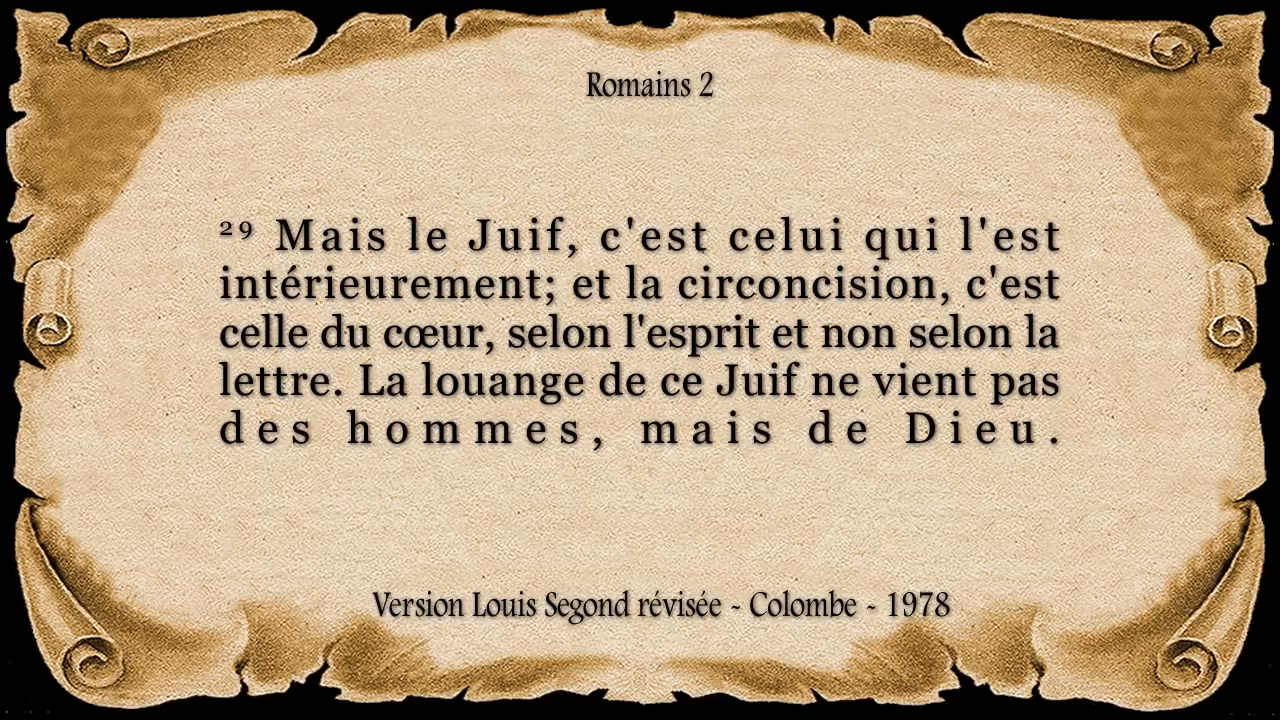 Romains 2
²⁹ Mais le Juif, c'est celui qui l'est
intérieurement; et la circoncision, c'est
celle du cœur, selon l'esprit et non selon la
lettre. La louange de ce Juif ne vient pas
des hommes, mais de Dieu.
Version Louis Segond révisée - Colombe - 1978